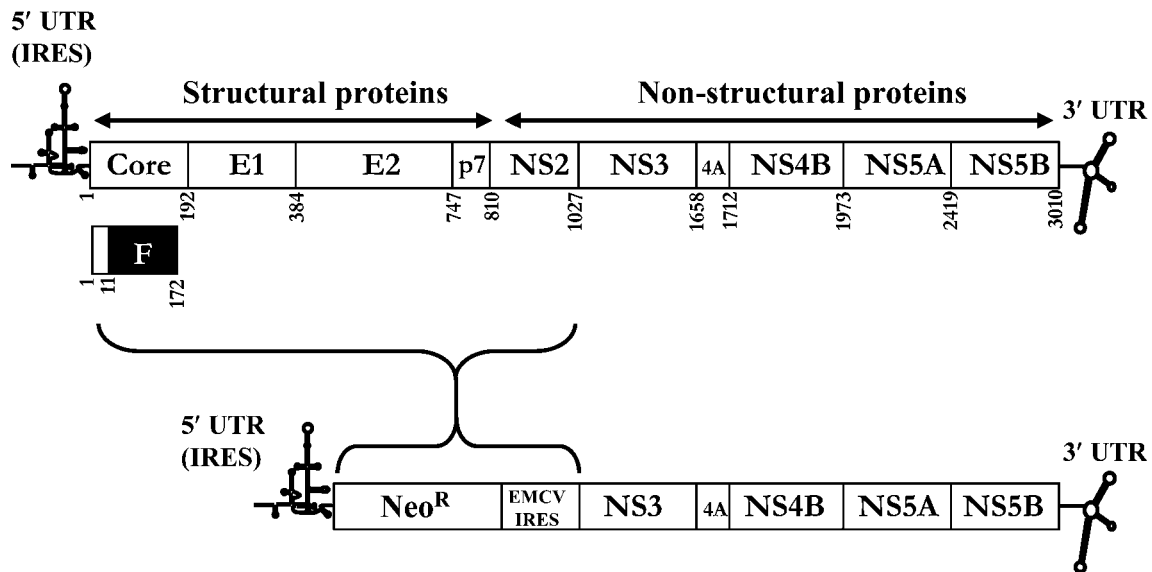 5′ UTR
(IRES)
Structural proteins
Non-structural proteins
3′ UTR
Core
E1
E2
p7
NS2
NS3
4A
NS4B
NS5A
NS5B
1
192
384
747
810
1027
1658
1712
1973
2419
3010
F
1
11
172
5′ UTR
(IRES)
3′ UTR
Neo^R
EMCV
IRES
NS3
4A
NS4B
NS5A
NS5B